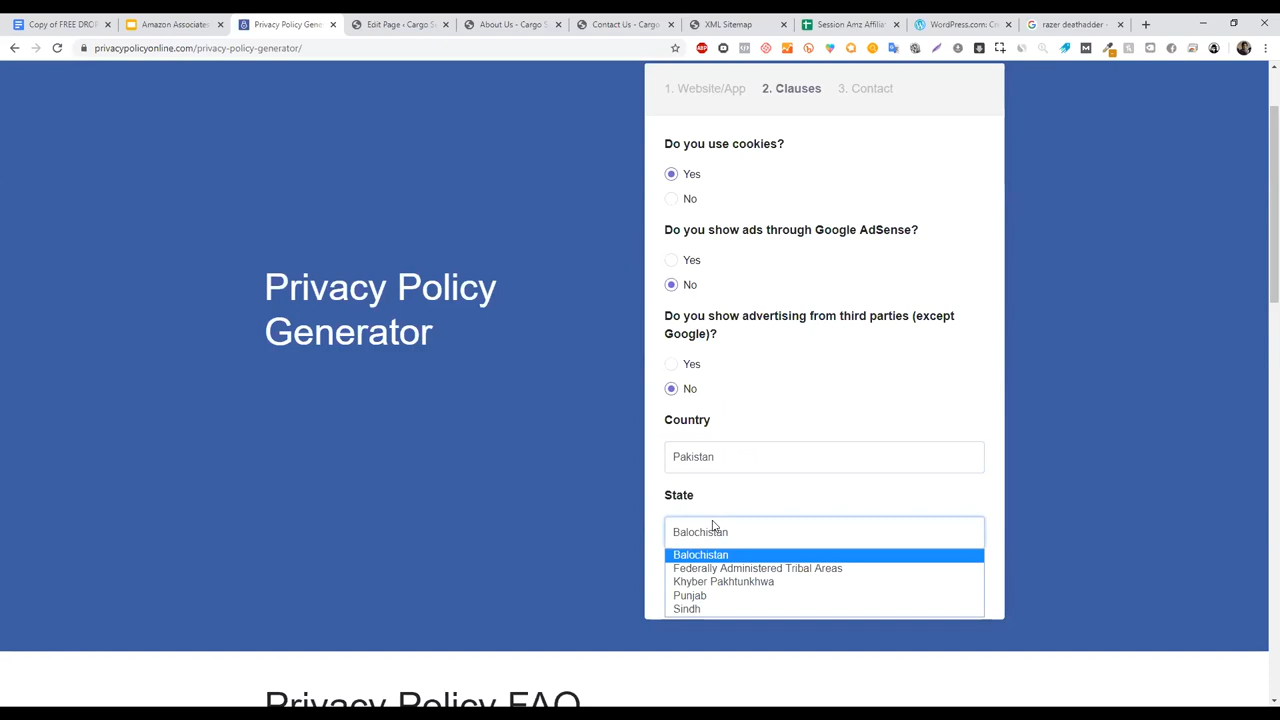 Copy of FREE DROP
Amazon Associates
Privacy Policy Gene
Edit Page ‹ Cargo S
About Us - Cargo S
Contact Us - Cargo
XML Sitemap
Session Amz Affilia
WordPress.com: Cr
razer deathadder -
privacypolicyonline.com/privacy-policy-generator/
1. Website/App
2. Clauses
3. Contact
Do you use cookies?
Yes
No
Do you show ads through Google AdSense?
Yes
No
Do you show advertising from third parties (except
Google)?
Yes
No
Country
Pakistan
State
Balochistan
Balochistan
Federally Administered Tribal Areas
Khyber Pakhtunkhwa
Punjab
Sindh
Privacy Policy
Generator
Privacy Policy FAQ